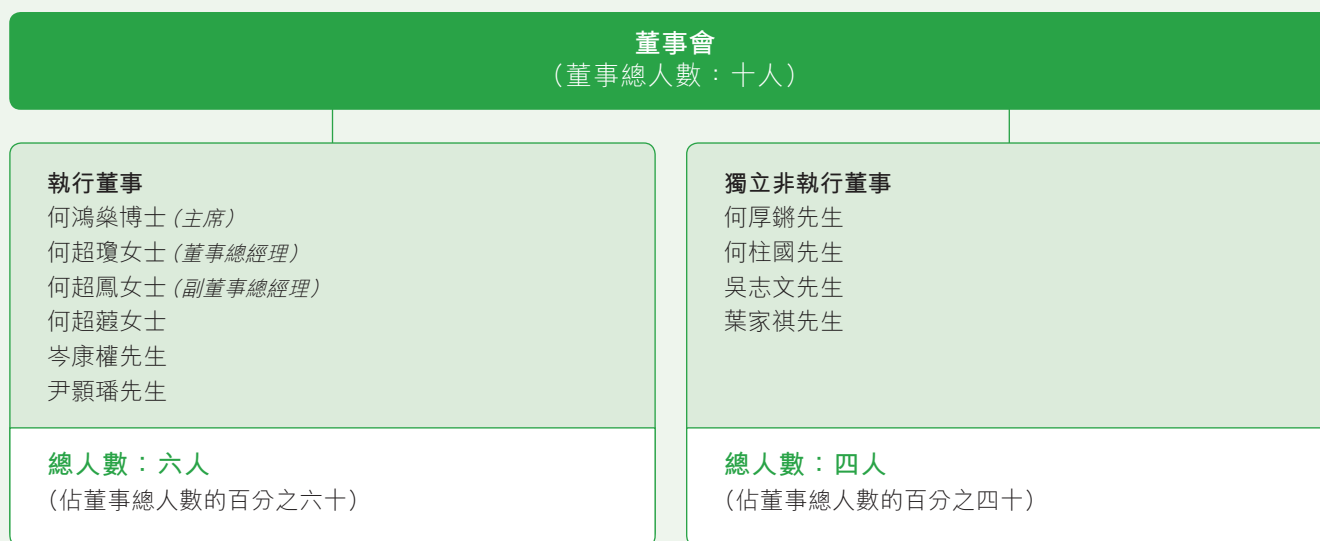 董事會
（董事總人數：十人）
執行董事
何鴻燊博士（主席）
何超瓊女士（董事總經理）
何超鳳女士（副董事總經理）
何超蕸女士
岑康權先生
尹顥璠先生
總人數：六人
（佔董事總人數的百分之六十）
獨立非執行董事
何厚鏘先生
何柱國先生
吳志文先生
葉家祺先生
總人數：四人
（佔董事總人數的百分之四十）